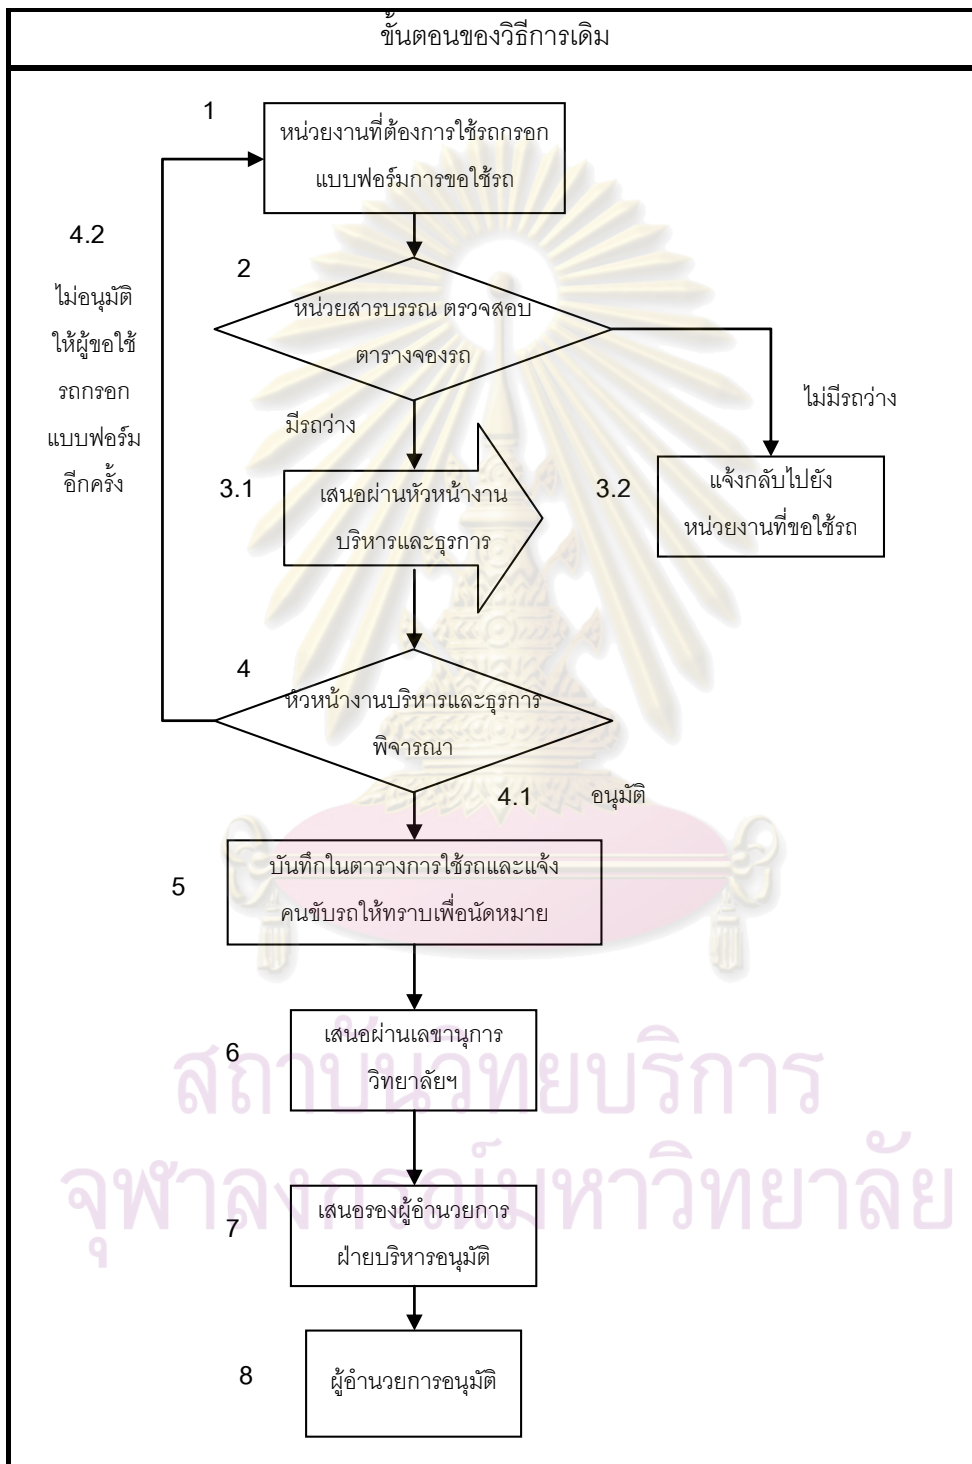 ขั้นตอนของวิธีการเดิม
1
หน่วยงานที่ต้องการใช้รถกรอก
แบบฟอร์มการขอใช้รถ
4.2
ไม่อนุมัติ
ให้ผู้ขอใช้
รถกรอก
แบบฟอร์ม
อีกครั้ง
2
หน่วยสารบรรณ ตรวจสอบ
ตารางจองรถ
มีรถว่าง
ไม่มีรถว่าง
3.1
เสนอผ่านหัวหน้างาน
บริหารและธุรการ
3.2
แจ้งกลับไปยัง
หน่วยงานที่ขอใช้รถ
4
หัวหน้างานบริหารและธุรการ
พิจารณา
4.1
อนุมัติ
5
บันทึกในตารางการใช้รถและแจ้ง
คนขับรถให้ทราบเพื่อนัดหมาย
6
เสนอผ่านเลขานุการ
วิทยาลัยฯ
สถาบันวิทยบริการ
จุฬาลงกรณ์มหาวิทยาลัย
7
เสนอรองผู้อำนวยการ
ฝ่ายบริหารอนุมัติ
8
ผู้อำนวยการอนุมัติ